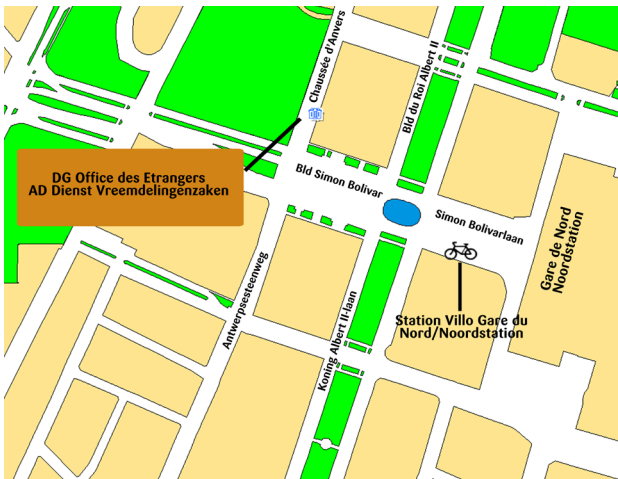 Chaussée d'Anvers
Bld du Roi Albert II
DG Office des Etrangers
AD Dienst Vreemdelingenzaken
Bld Simon Bolivar
Simon Bolivarlaan
Gare de Nord
Noordstation
Antwerpsesteenweg
Koning Albert II-laan
Station Villo Gare du
Nord/Noordstation